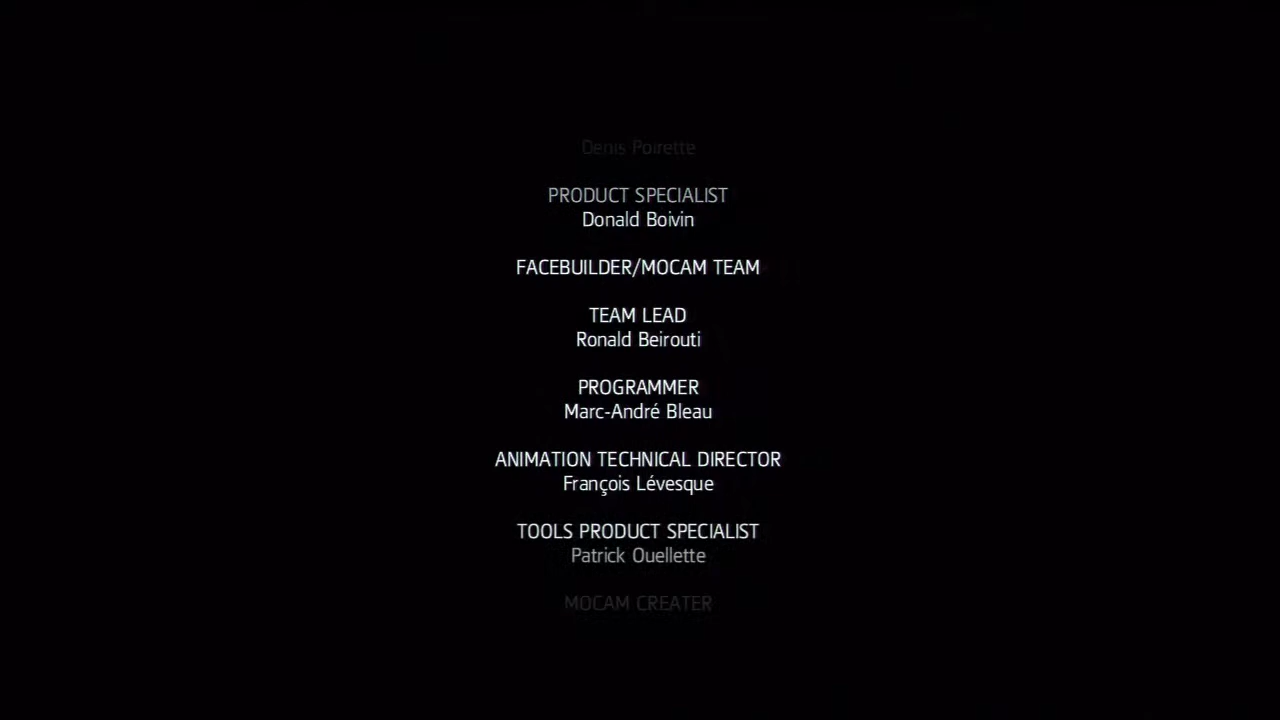 Denis Poirette
PRODUCT SPECIALIST
Donald Boivin
FACEBUILDER/MOCAM TEAM
TEAM LEAD
Ronald Beirouti
PROGRAMMER
Marc-André Bleau
ANIMATION TECHNICAL DIRECTOR
François Lévesque
TOOLS PRODUCT SPECIALIST
Patrick Ouellette
MOCAM CREATER